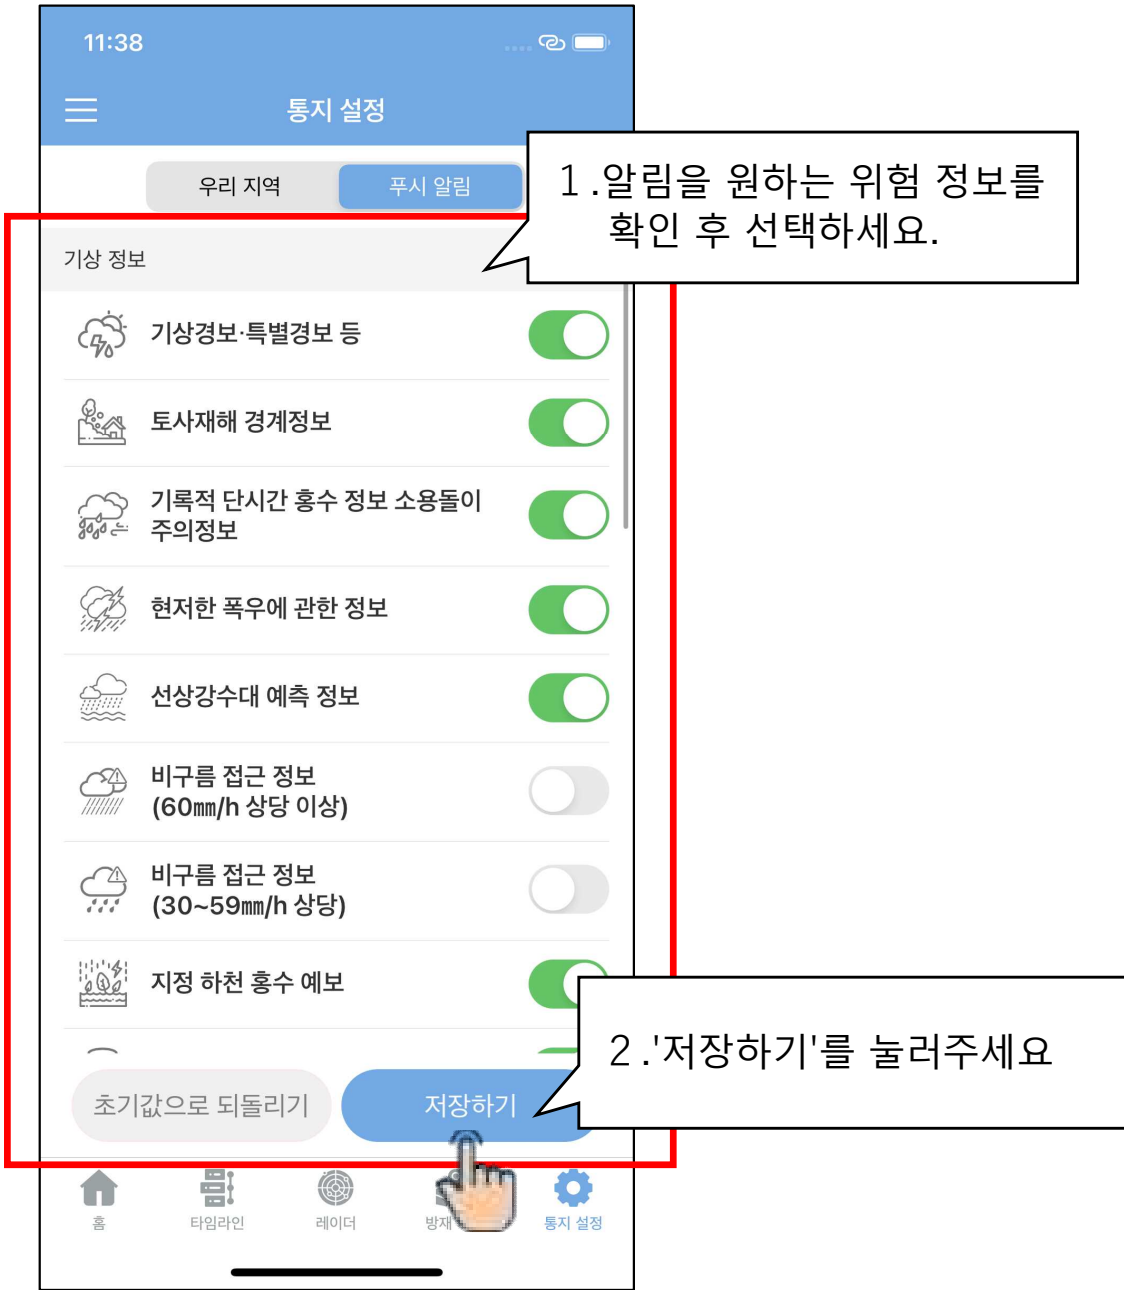 11:38
통지 설정
우리 지역
푸시 알림
1.알림을 원하는 위험 정보를
확인 후 선택하세요.
기상 정보
기상경보·특별경보 등
토사재해 경계정보
기록적 단시간 홍수 정보 소용돌이
주의정보
현저한 폭우에 관한 정보
선상강수대 예측 정보
비구름 접근 정보
(60㎜/h 상당 이상)
비구름 접근 정보
(30~59㎜/h 상당)
지정 하천 홍수 예보
2.'저장하기'를 눌러주세요
초기값으로 되돌리기
저장하기
홈
타임라인
레이더
방재
통지 설정